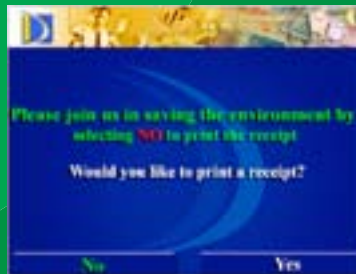 Please join us in saving the environment by
selecting NO to print the receipt
Would you like to print a receipt?
No Yes